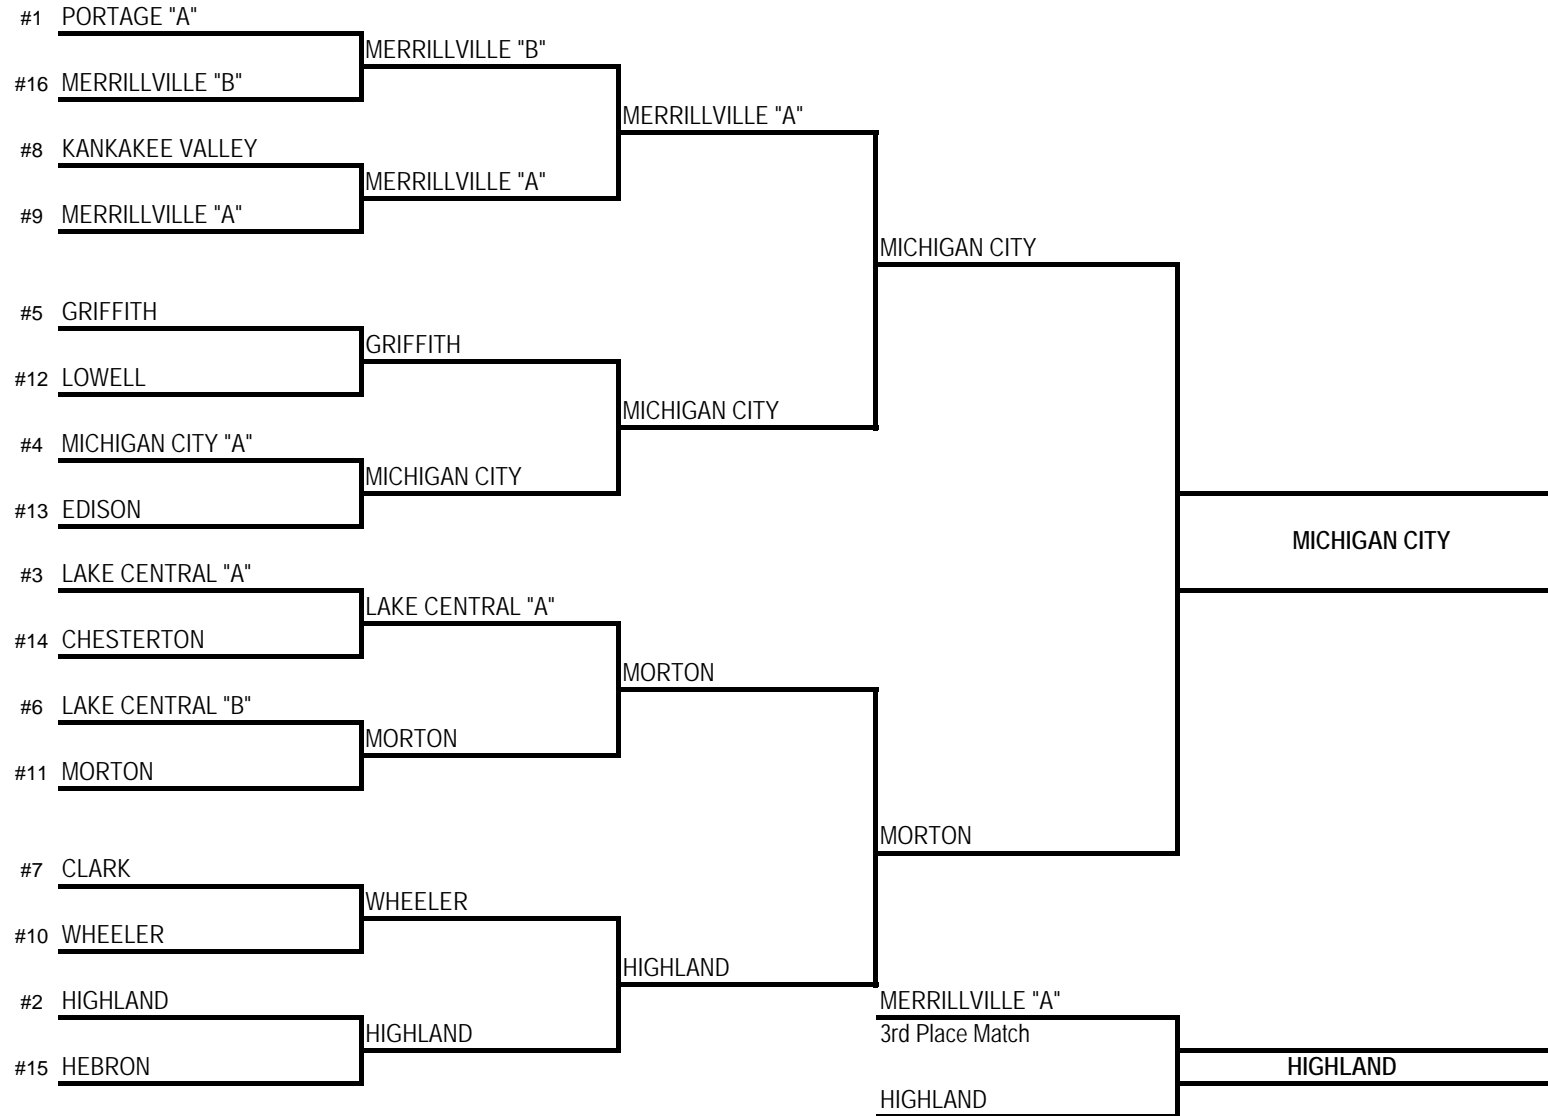 #1 PORTAGE "A"
MERRILLVILLE "B"
#16 MERRILLVILLE "B"
MERRILLVILLE "A"
#8 KANKAKEE VALLEY
MERRILLVILLE "A"
#9 MERRILLVILLE "A"
MICHIGAN CITY
#5 GRIFFITH
GRIFFITH
#12 LOWELL
MICHIGAN CITY
#4 MICHIGAN CITY "A"
MICHIGAN CITY
#13 EDISON
MICHIGAN CITY
#3 LAKE CENTRAL "A"
LAKE CENTRAL "A"
#14 CHESTERTON
MORTON
#6 LAKE CENTRAL "B"
MORTON
#11 MORTON
MORTON
#7 CLARK
WHEELER
#10 WHEELER
HIGHLAND
#2 HIGHLAND
MERRILLVILLE "A"
HIGHLAND
3rd Place Match
#15 HEBRON
HIGHLAND
HIGHLAND